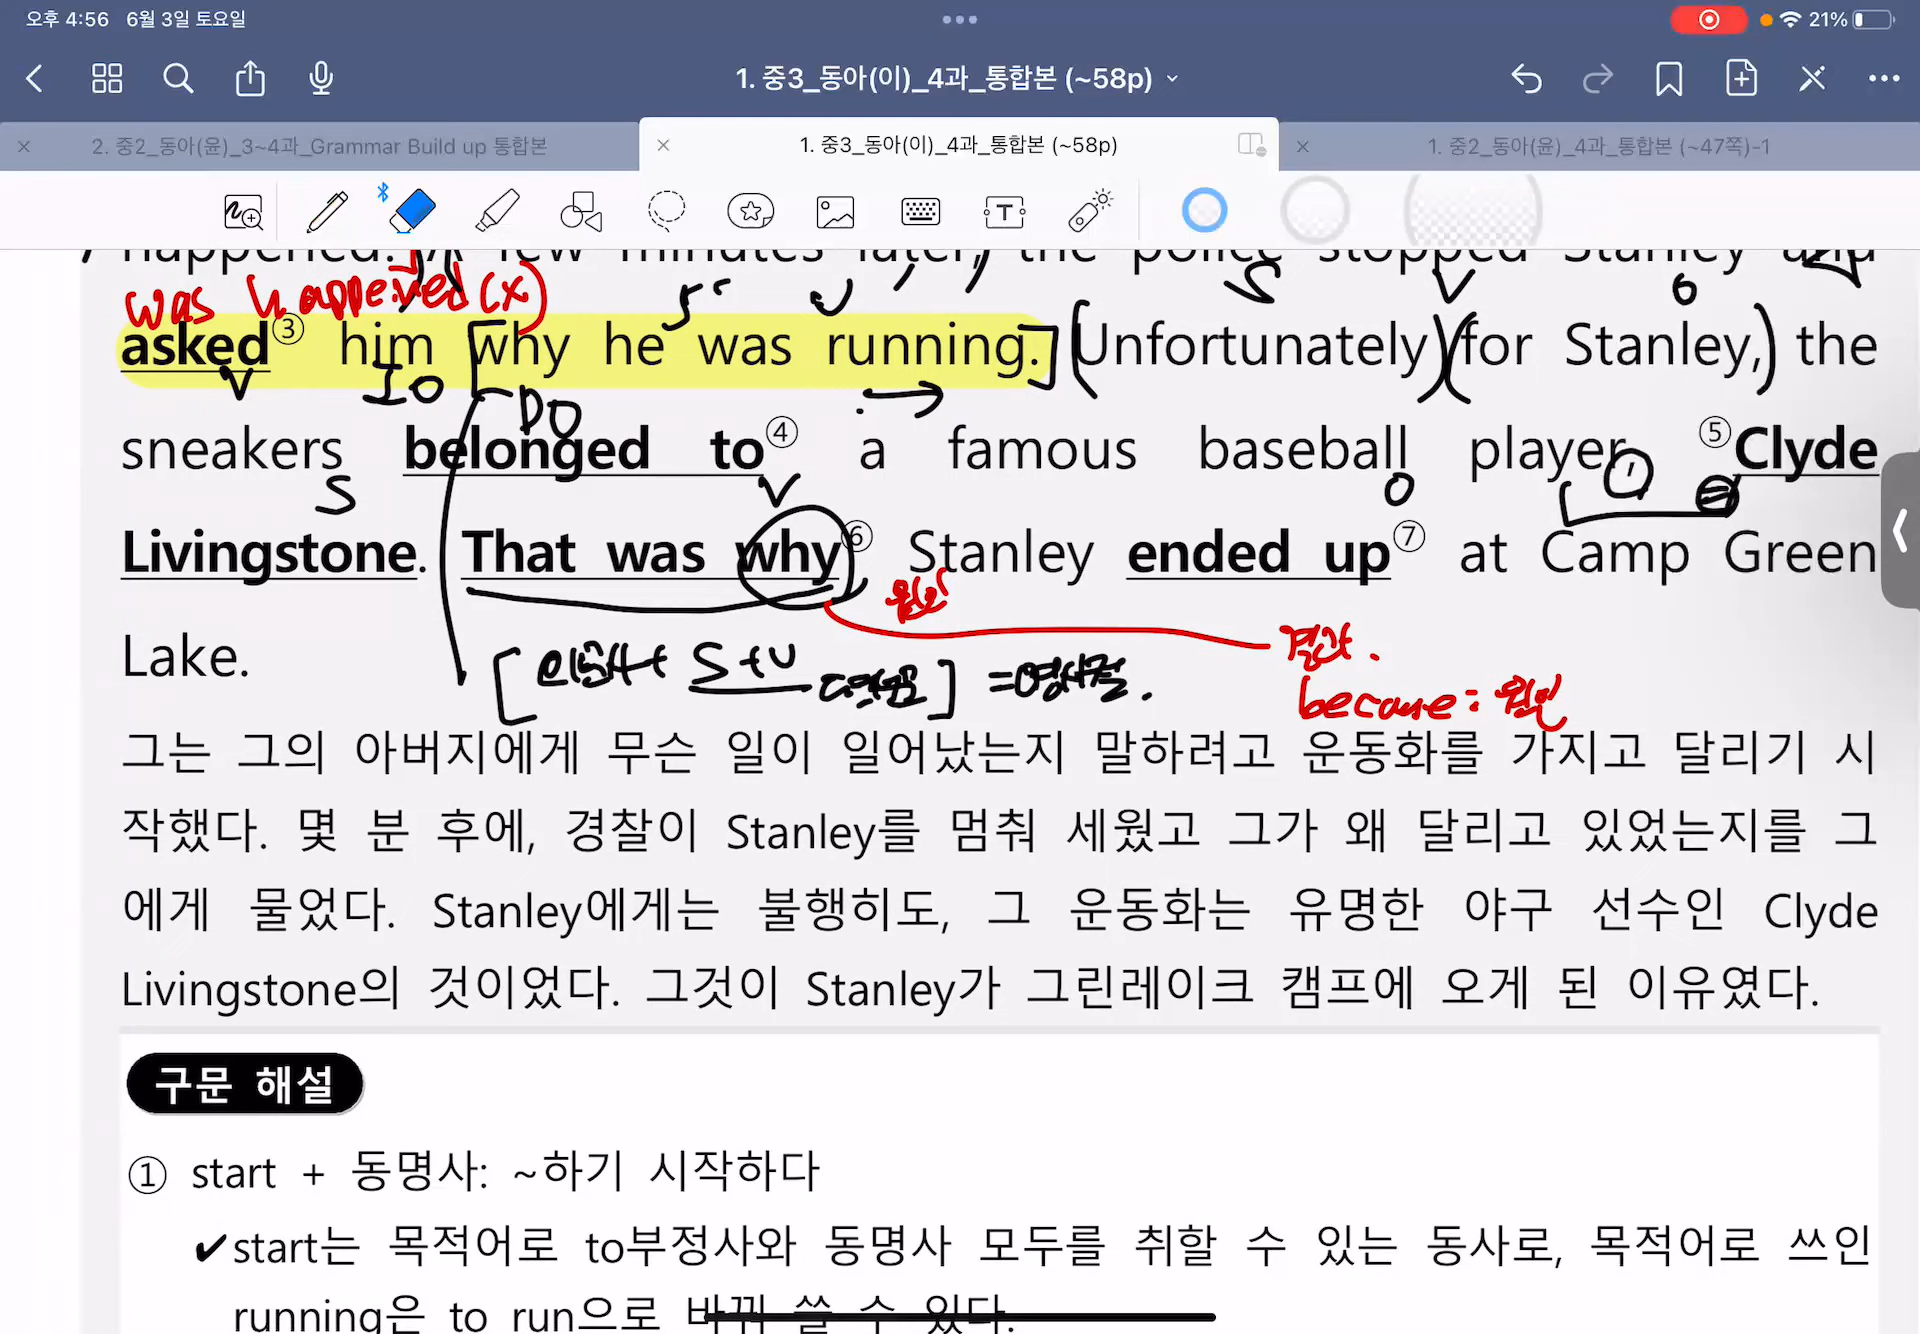 오후 4:56 6월 3일 토요일
21%
1. 중3_동아(이)_4과_통합본 (~58p)
2. 중2_동아(윤)_3~4과_Grammar Build up 통합본
1. 중3_동아(이)_4과_통합본 (~58p)
1. 중2_동아(윤)_4과_통합본 (~47쪽)-1
happened. A few minutes later, the police stopped Stanley and
was happened (x) S V O
asked③ him [why he was running.] (Unfortunately)(for Stanley,) the
V IO DO
sneakers belonged to④ a famous baseball player, ⑤Clyde
S V O
Livingstone. That was why⑥ Stanley ended up⑦ at Camp Green
결과.
Lake.
[의문사+ S+V ] =명사절.
because: 원인
그는 그의 아버지에게 무슨 일이 일어났는지 말하려고 운동화를 가지고 달리기 시
작했다. 몇 분 후에, 경찰이 Stanley를 멈춰 세웠고 그가 왜 달리고 있었는지를 그
에게 물었다. Stanley에게는 불행히도, 그 운동화는 유명한 야구 선수인 Clyde
Livingstone의 것이었다. 그것이 Stanley가 그린레이크 캠프에 오게 된 이유였다.
구문 해설
① start + 동명사: ~하기 시작하다
✔start는 목적어로 to부정사와 동명사 모두를 취할 수 있는 동사로, 목적어로 쓰인
running은 to run으로 바꿔 쓸 수 있다.